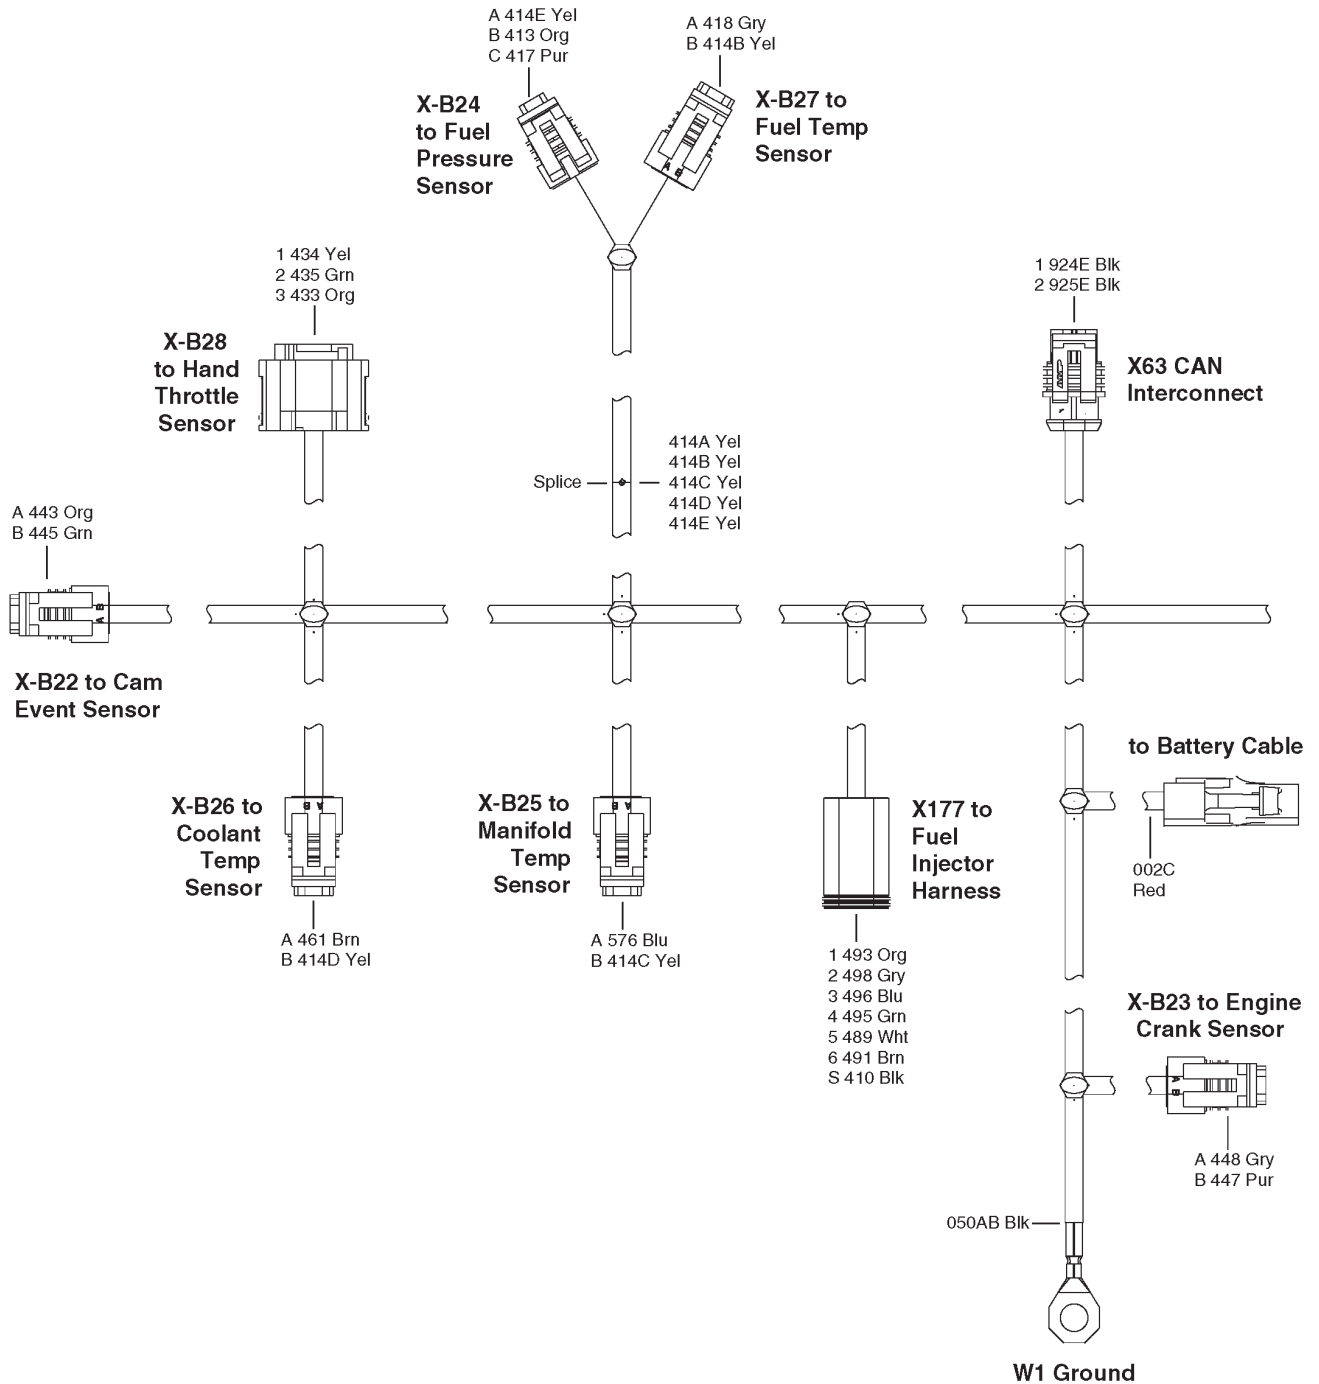 A 414E Yel
B 413 Org
C 417 Pur
A 418 Gry
B 414B Yel
X-B24
to Fuel
Pressure
Sensor
X-B27 to
Fuel Temp
Sensor
A
B
1 434 Yel
2 435 Grn
3 433 Org
1 924E Blk
2 925E Blk
X-B28
to Hand
Throttle
Sensor
X63 CAN
Interconnect
Splice
414A Yel
414B Yel
414C Yel
414D Yel
414E Yel
A 443 Org
B 445 Grn
A B
X-B22 to Cam
Event Sensor
to Battery Cable
X-B26 to
Coolant
Temp
Sensor
B A
X-B25 to
Manifold
Temp
Sensor
B A
X177 to
Fuel
Injector
Harness
002C
Red
A 461 Brn
B 414D Yel
A 576 Blu
B 414C Yel
1 493 Org
2 498 Gry
3 496 Blu
4 495 Grn
5 489 Wht
6 491 Brn
S 410 Blk
X-B23 to Engine
Crank Sensor
A
B
A 448 Gry
B 447 Pur
050AB Blk
W1 Ground